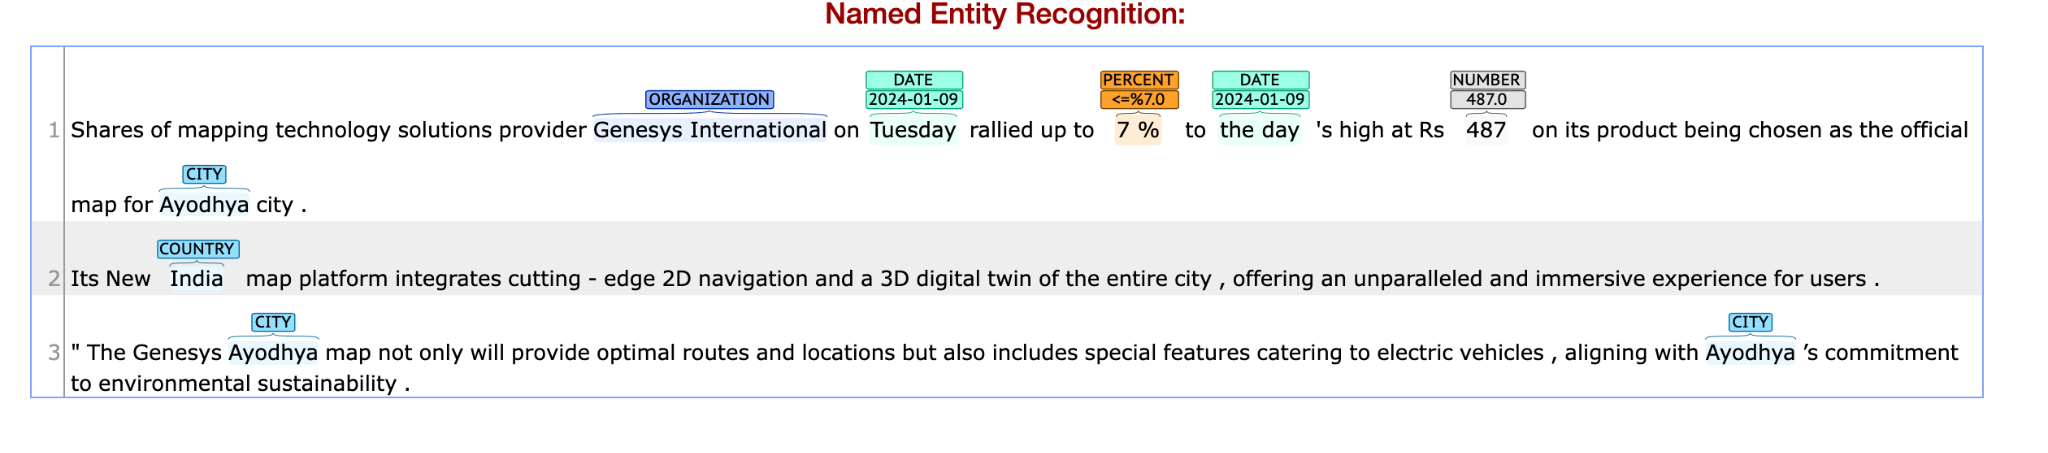 Named Entity Recognition:
DATE PERCENT DATE NUMBER
ORGANIZATION 2024-01-09 <=%7.0 2024-01-09 487.0
1 Shares of mapping technology solutions provider Genesys International on Tuesday rallied up to 7 % to the day 's high at Rs 487 on its product being chosen as the official
CITY
map for Ayodhya city .
COUNTRY
2 Its New India map platform integrates cutting - edge 2D navigation and a 3D digital twin of the entire city , offering an unparalleled and immersive experience for users .
CITY CITY
3 " The Genesys Ayodhya map not only will provide optimal routes and locations but also includes special features catering to electric vehicles , aligning with Ayodhya ’s commitment
to environmental sustainability .